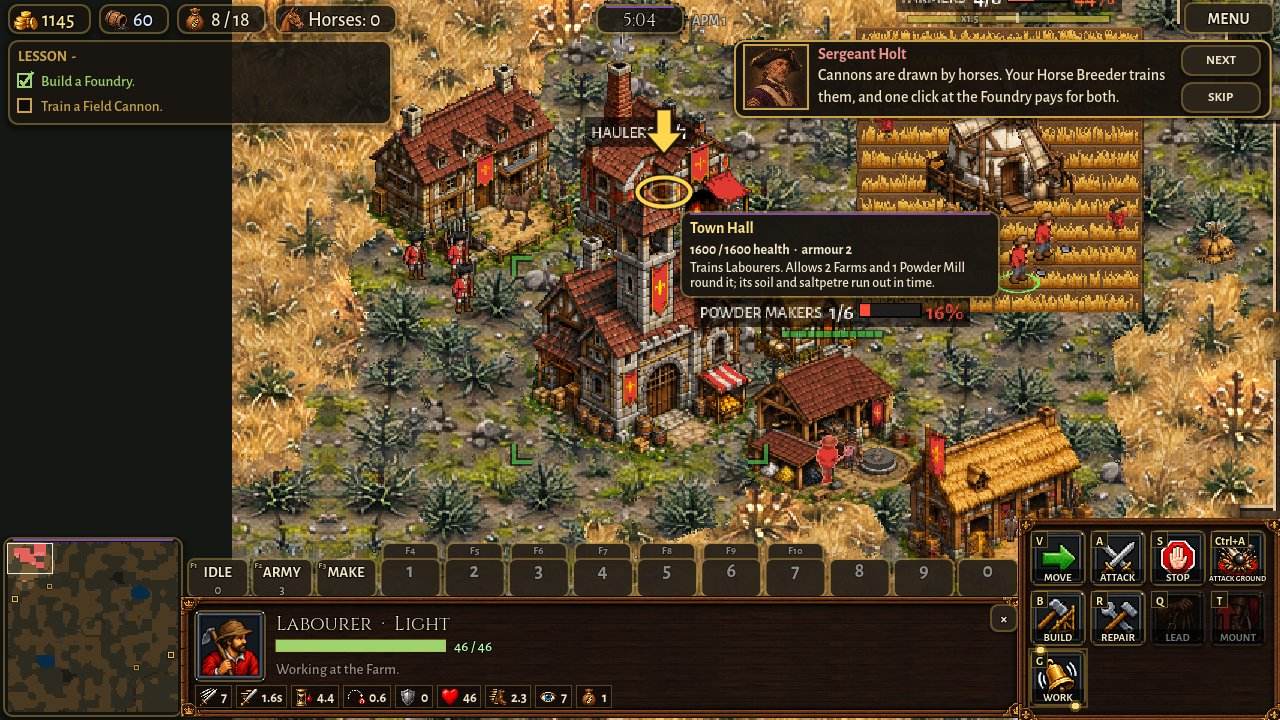 1145
60
8 / 18
Horses: 0
5:04
APM 1
MENU
x1.5
LESSON -
Build a Foundry.
Train a Field Cannon.
Sergeant Holt
Cannons are drawn by horses. Your Horse Breeder trains
them, and one click at the Foundry pays for both.
NEXT
SKIP
Town Hall
1600 / 1600 health · armour 2
Trains Labourers. Allows 2 Farms and 1 Powder Mill
round it; its soil and saltpetre run out in time.
POWDER MAKERS 1/6 16%
F1 IDLE 0
F2 ARMY 3
F3 MAKE
F4 1
F5 2
F6 3
F7 4
F8 5
F9 6
F10 7
8
9
0
LABOURER · LIGHT
46 / 46
Working at the Farm.
7
1.6s
4.4
0.6
0
46
2.3
7
1
×
V MOVE
A ATTACK
S STOP
Ctrl+A ATTACK GROUND
B BUILD
R REPAIR
Q LEAD
T MOUNT
G WORK